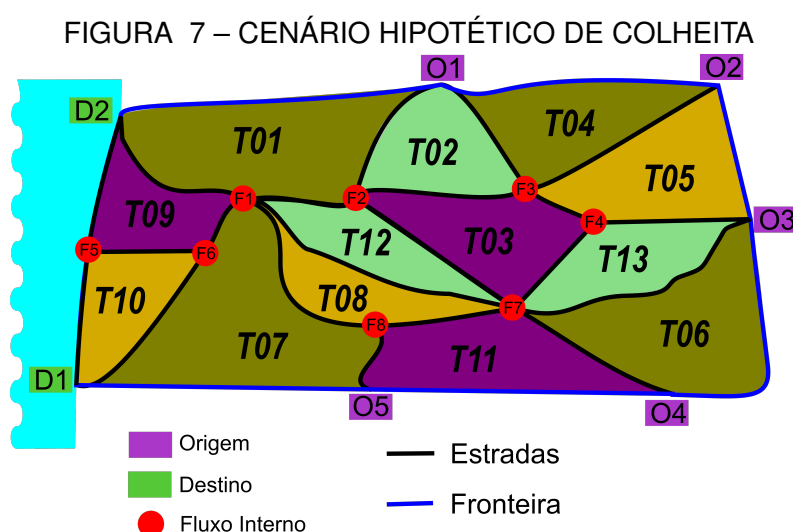 FIGURA 7 – CENÁRIO HIPOTÉTICO DE COLHEITA
O1
O2
D2
T01
T02
T04
T05
F3
F1
F2
T09
F4
O3
T12
T03
T13
F5
F6
T10
T08
F7
F8
T07
T11
T06
D1
O5
O4
Origem
Estradas
Destino
Fronteira
Fluxo Interno